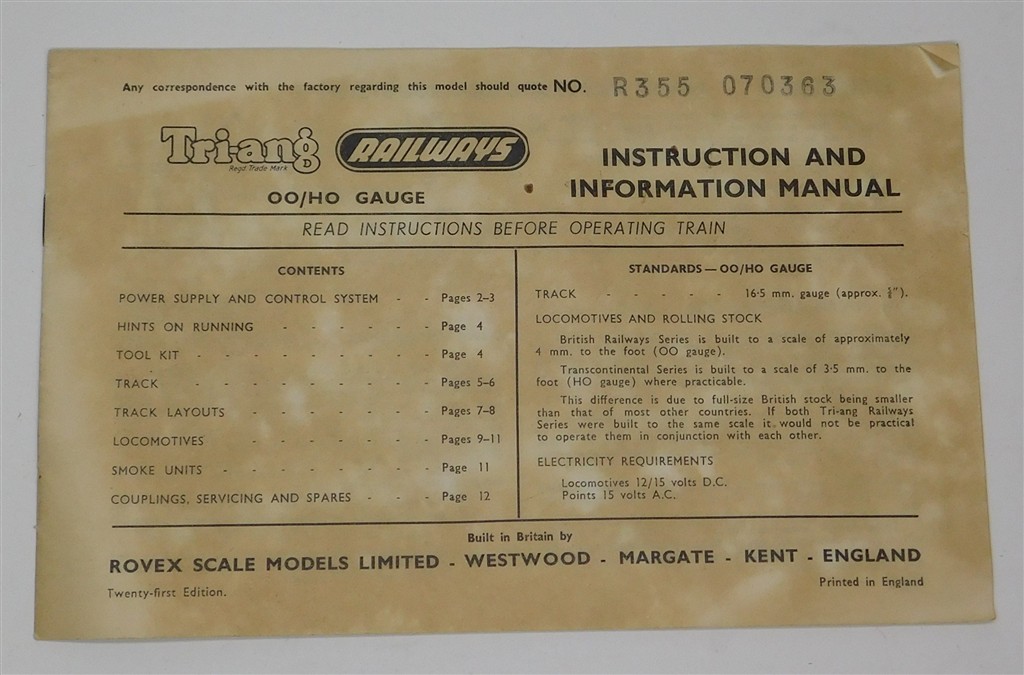 Any correspondence with the factory regarding this model should quote NO. R355 070363
Tri-ang RAILWAYS
Regd. Trade Mark
OO/HO GAUGE
INSTRUCTION AND
INFORMATION MANUAL
READ INSTRUCTIONS BEFORE OPERATING TRAIN
CONTENTS
POWER SUPPLY AND CONTROL SYSTEM - - Pages 2–3
HINTS ON RUNNING - - - - - - Page 4
TOOL KIT - - - - - - - - - Page 4
TRACK - - - - - - - - - Pages 5–6
TRACK LAYOUTS - - - - - - - Pages 7–8
LOCOMOTIVES - - - - - - - Pages 9–11
SMOKE UNITS - - - - - - - - Page 11
COUPLINGS, SERVICING AND SPARES - - - Page 12
STANDARDS — OO/HO GAUGE
TRACK - - - - - 16·5 mm. gauge (approx. ⅝").
LOCOMOTIVES AND ROLLING STOCK
British Railways Series is built to a scale of approximately
4 mm. to the foot (OO gauge).
Transcontinental Series is built to a scale of 3·5 mm. to the
foot (HO gauge) where practicable.
This difference is due to full-size British stock being smaller
than that of most other countries. If both Tri-ang Railways
Series were built to the same scale it would not be practical
to operate them in conjunction with each other.
ELECTRICITY REQUIREMENTS
Locomotives 12/15 volts D.C.
Points 15 volts A.C.
Built in Britain by
ROVEX SCALE MODELS LIMITED - WESTWOOD - MARGATE - KENT - ENGLAND
Twenty-first Edition.
Printed in England